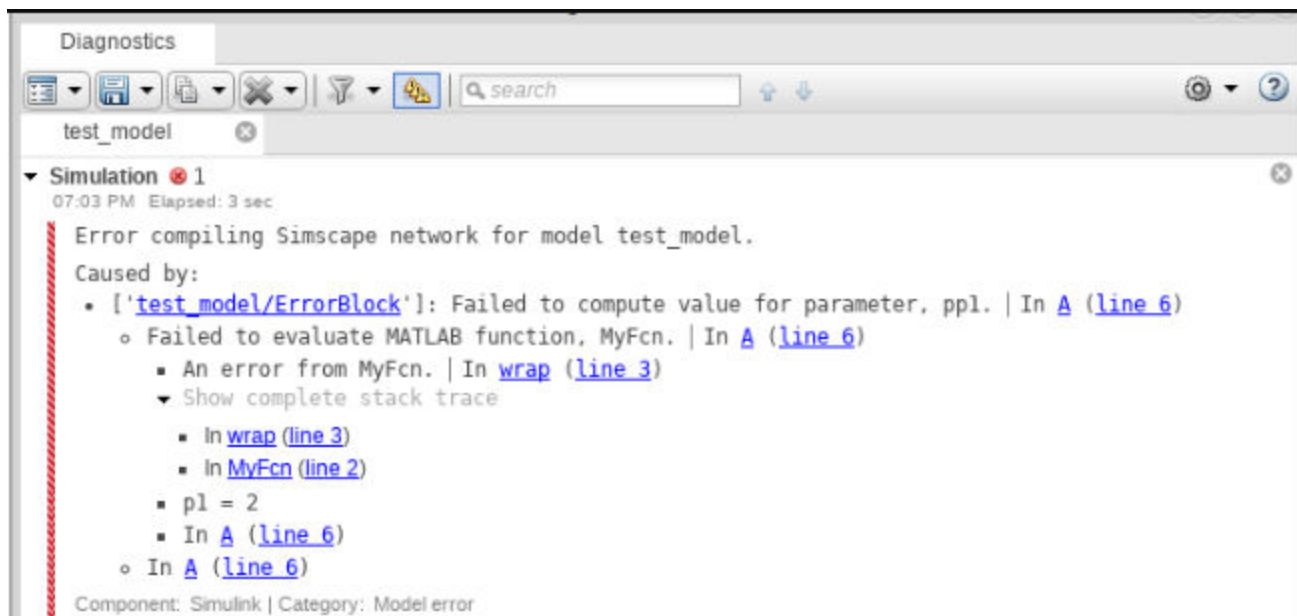 Diagnostics
search
test_model
Simulation 1
07:03 PM Elapsed: 3 sec
Error compiling Simscape network for model test_model.
Caused by:
• ['test_model/ErrorBlock']: Failed to compute value for parameter, pp1. | In A (line 6)
◦ Failed to evaluate MATLAB function, MyFcn. | In A (line 6)
▪ An error from MyFcn. | In wrap (line 3)
Show complete stack trace
▪ In wrap (line 3)
▪ In MyFcn (line 2)
▪ p1 = 2
▪ In A (line 6)
◦ In A (line 6)
Component: Simulink | Category: Model error